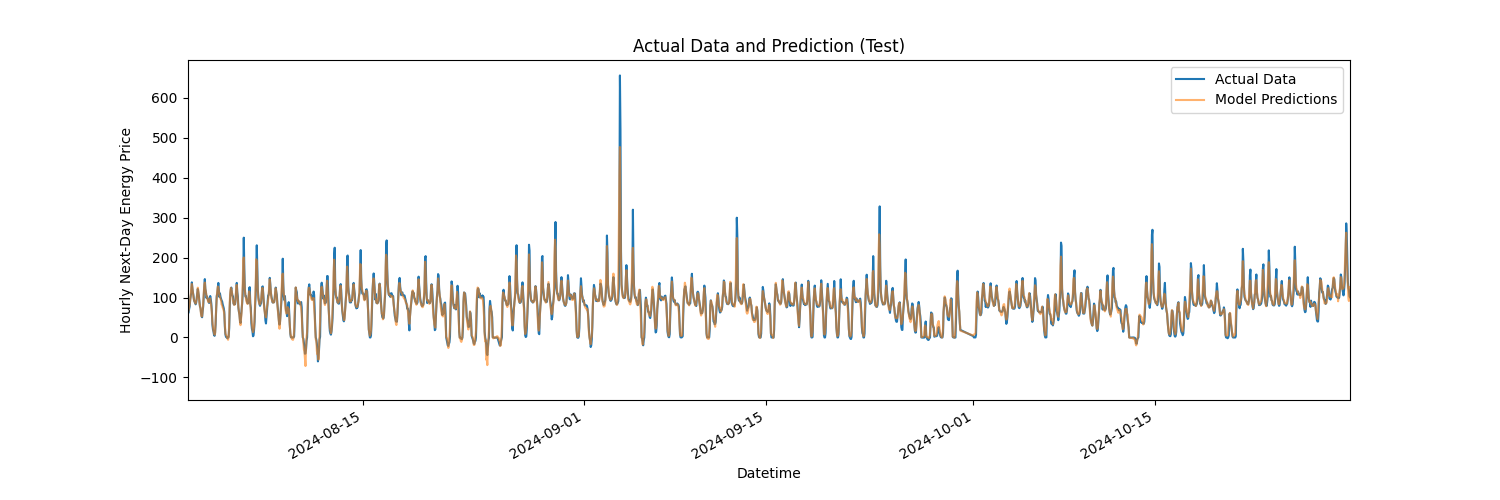 Actual Data and Prediction (Test)
Actual Data
Model Predictions
Hourly Next-Day Energy Price
600
500
400
300
200
100
0
−100
2024-08-15
2024-09-01
2024-09-15
2024-10-01
2024-10-15
Datetime